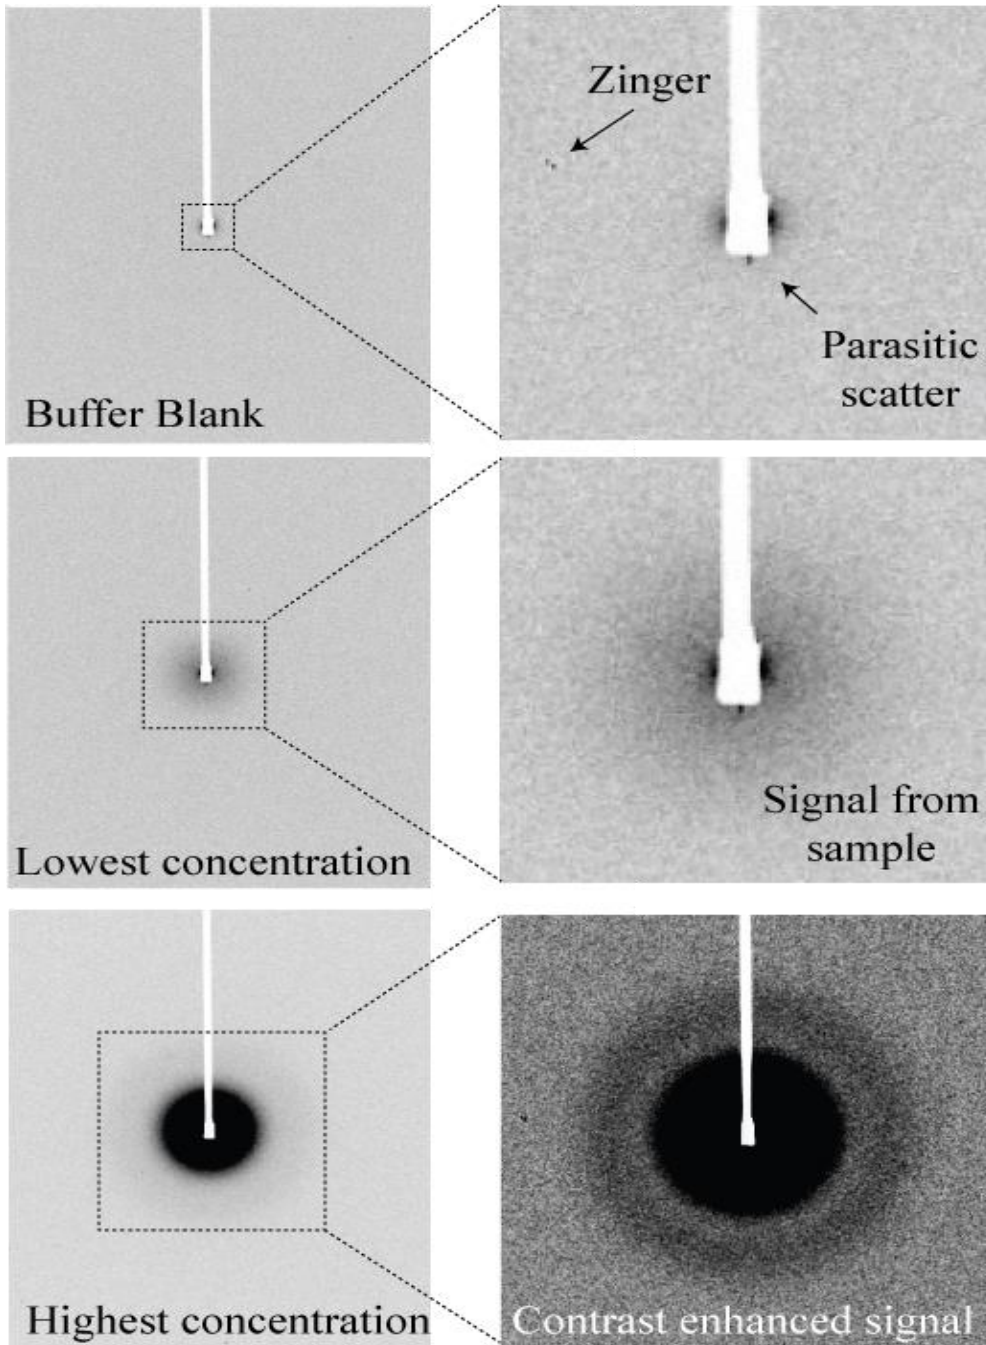 Zinger
Parasitic
scatter
Buffer Blank
Signal from
sample
Lowest concentration
Highest concentration
Contrast enhanced signal